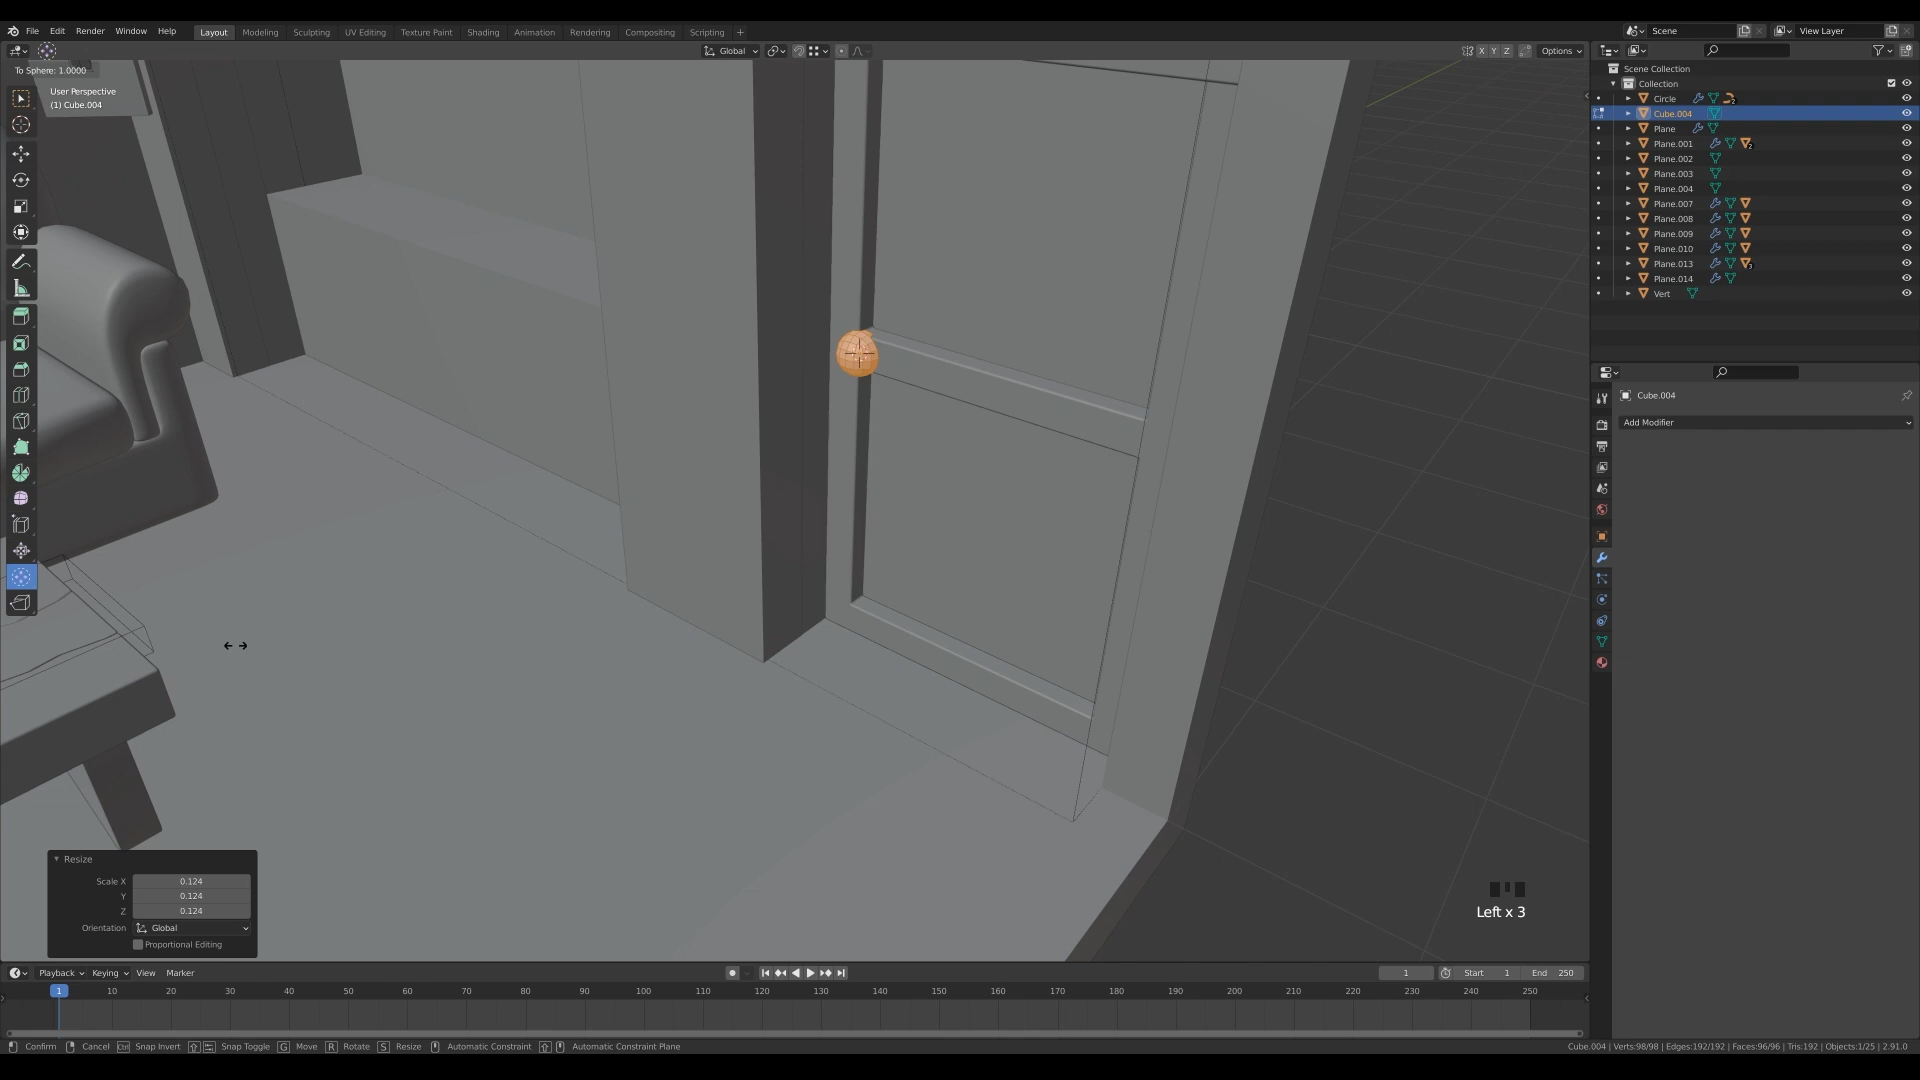 File Edit Render Window Help Layout Modeling Sculpting UV Editing Texture Paint Shading Animation Rendering Compositing Scripting + Scene View Layer
Global X Y Z Options
To Sphere: 1.0000
User Perspective
(1) Cube.004
Scene Collection
Collection
Circle 2
Cube.004
Plane
Plane.001 2
Plane.002
Plane.003
Plane.004
Plane.007
Plane.008
Plane.009
Plane.010
Plane.013 3
Plane.014
Vert
Cube.004
Add Modifier
Resize
Scale X 0.124
Y 0.124
Z 0.124
Orientation Global
Proportional Editing
Left x 3
Playback Keying View Marker 1 Start 1 End 250
1 10 20 30 40 50 60 70 80 90 100 110 120 130 140 150 160 170 180 190 200 210 220 230 240 250
Confirm Cancel Ctrl Snap Invert Snap Toggle G Move R Rotate S Resize Automatic Constraint Automatic Constraint Plane Cube.004 | Verts:98/98 | Edges:192/192 | Faces:96/96 | Tris:192 | Objects:1/25 | 2.91.0